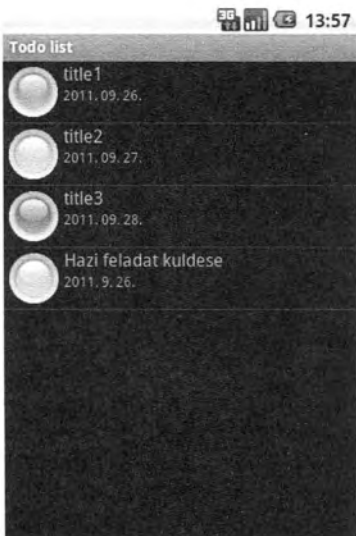 3G 13:57
Todo list
title1
2011.09.26.
title2
2011.09.27.
title3
2011.09.28.
Hazi feladat kuldese
2011.9.26.